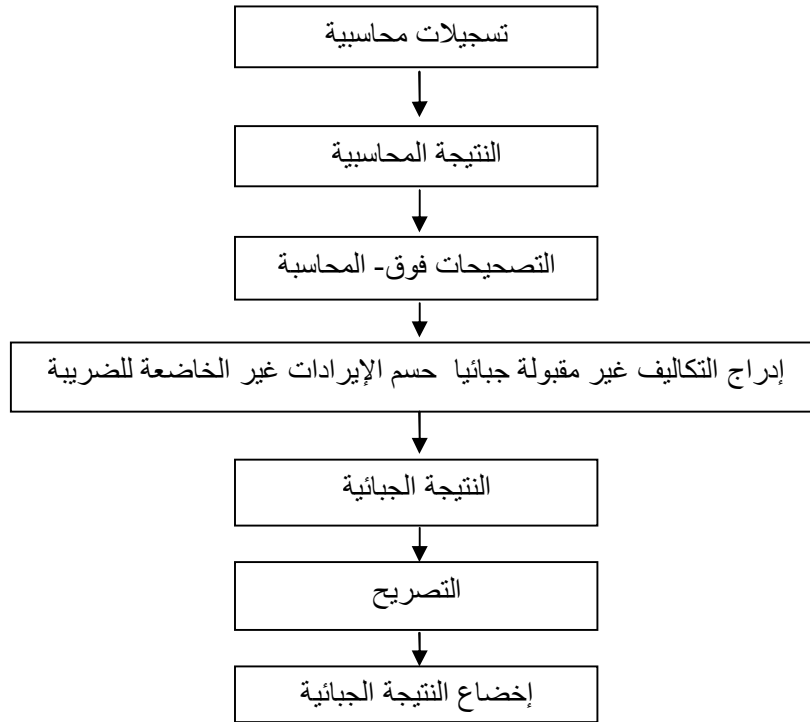 تسجيلات محاسبية
النتيجة المحاسبية
التصحيحات فوق- المحاسبة
إدراج التكاليف غير مقبولة جبائيا  حسم الإيرادات غير الخاضعة للضريبة
النتيجة الجبائية
التصريح
إخضاع النتيجة الجبائية